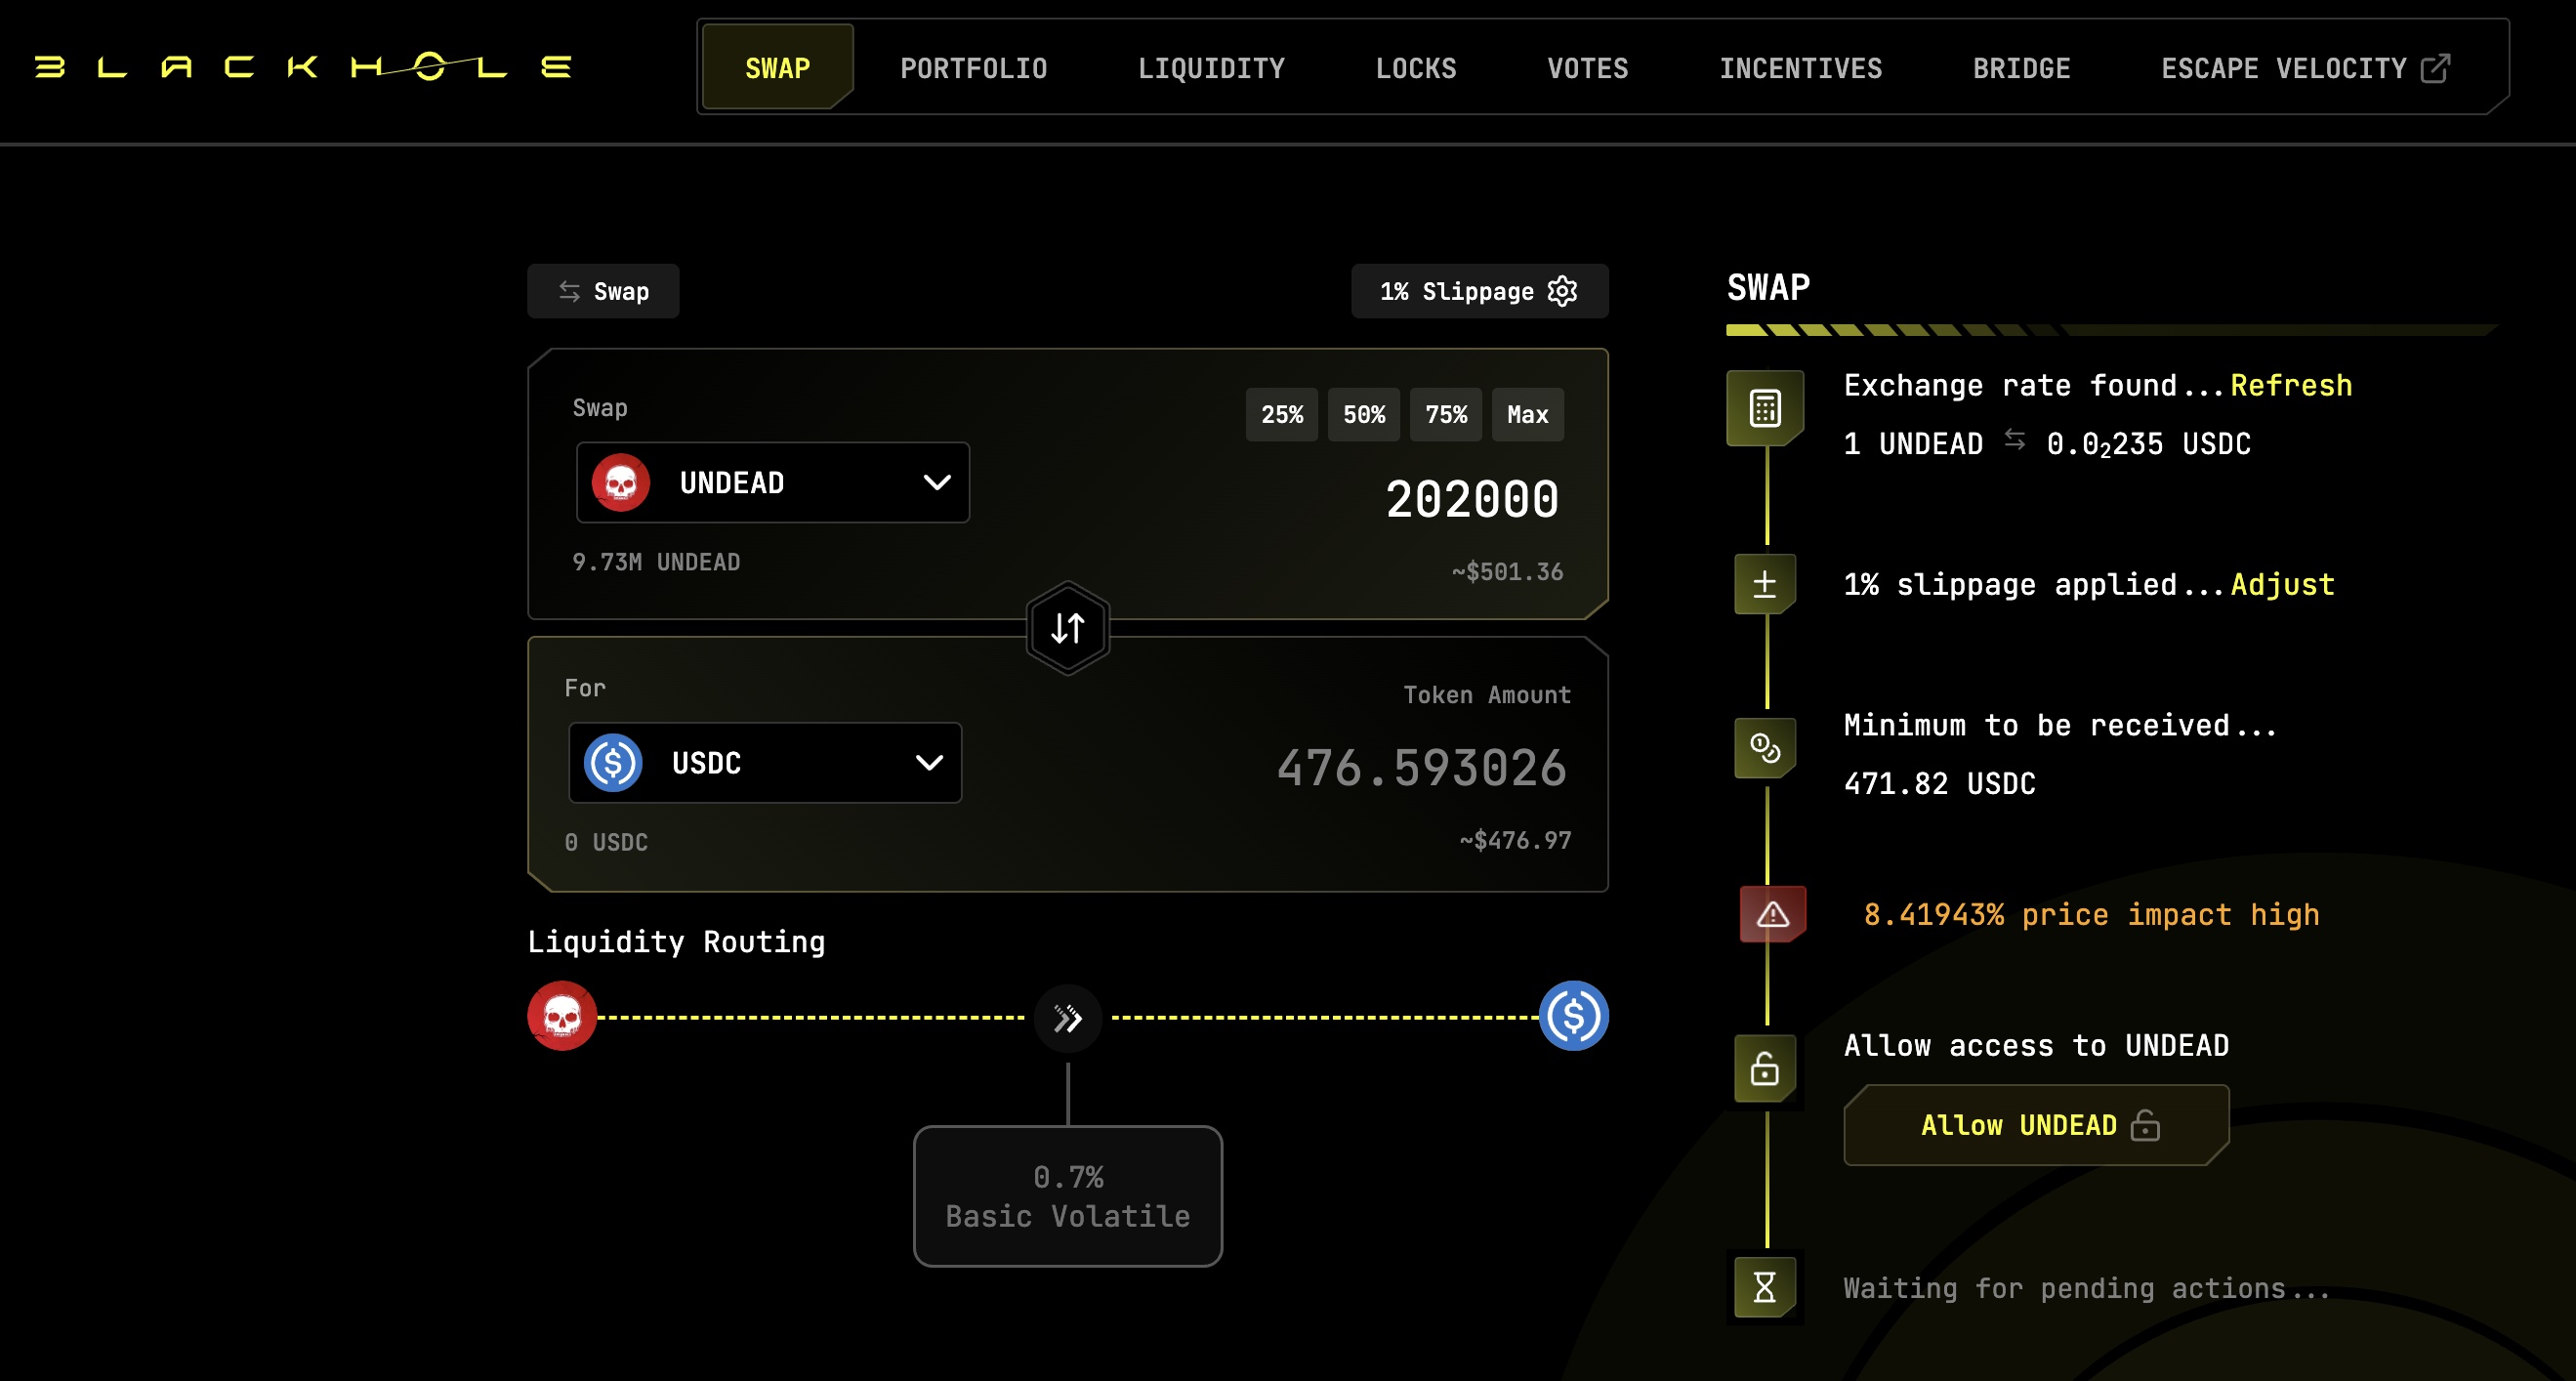 BLACKHOLE
SWAP PORTFOLIO LIQUIDITY LOCKS VOTES INCENTIVES BRIDGE ESCAPE VELOCITY
Swap
1% Slippage
Swap
25% 50% 75% Max
UNDEAD
202000
9.73M UNDEAD
~$501.36
For
Token Amount
USDC
476.593026
0 USDC
~$476.97
Liquidity Routing
0.7%
Basic Volatile
SWAP
Exchange rate found...Refresh
1 UNDEAD ⇆ 0.0₂235 USDC
1% slippage applied...Adjust
Minimum to be received...
471.82 USDC
8.41943% price impact high
Allow access to UNDEAD
Allow UNDEAD
Waiting for pending actions...